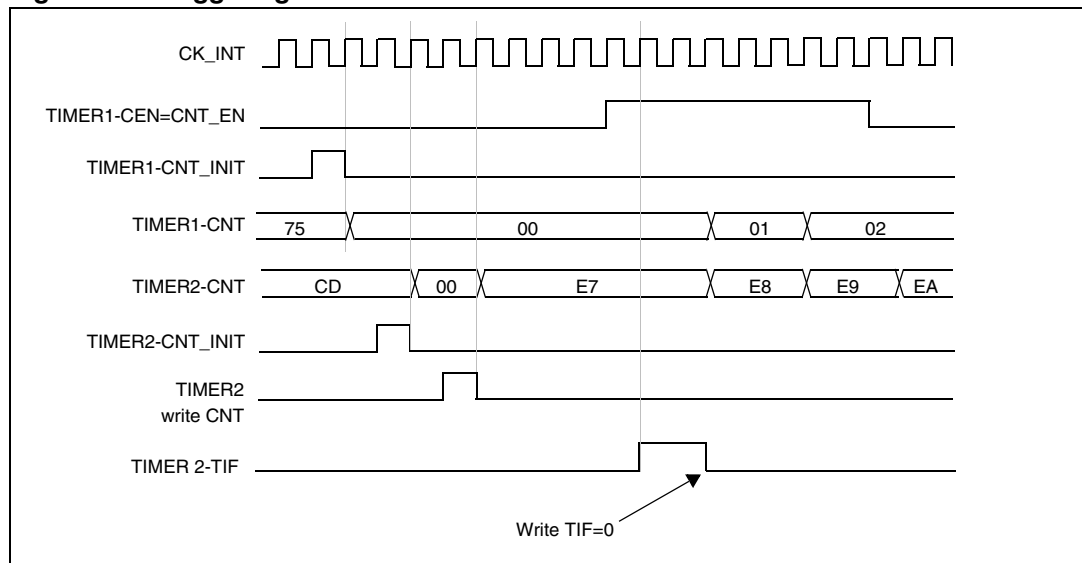 CK_INT
TIMER1-CEN=CNT_EN
TIMER1-CNT_INIT
TIMER1-CNT 75 00 01 02
TIMER2-CNT CD 00 E7 E8 E9 EA
TIMER2-CNT_INIT
TIMER2
write CNT
TIMER 2-TIF
Write TIF=0